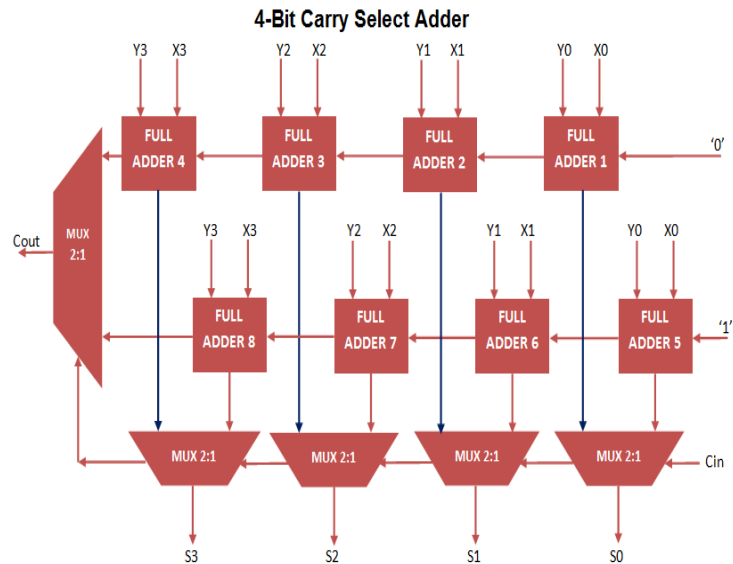 4-Bit Carry Select Adder
Y3 X3 Y2 X2 Y1 X1 Y0 X0
FULL ADDER 4
FULL ADDER 3
FULL ADDER 2
FULL ADDER 1
‘0’
MUX 2:1
Cout
Y3 X3 Y2 X2 Y1 X1 Y0 X0
FULL ADDER 8
FULL ADDER 7
FULL ADDER 6
FULL ADDER 5
‘1’
MUX 2:1 MUX 2:1 MUX 2:1 MUX 2:1 Cin
S3 S2 S1 S0